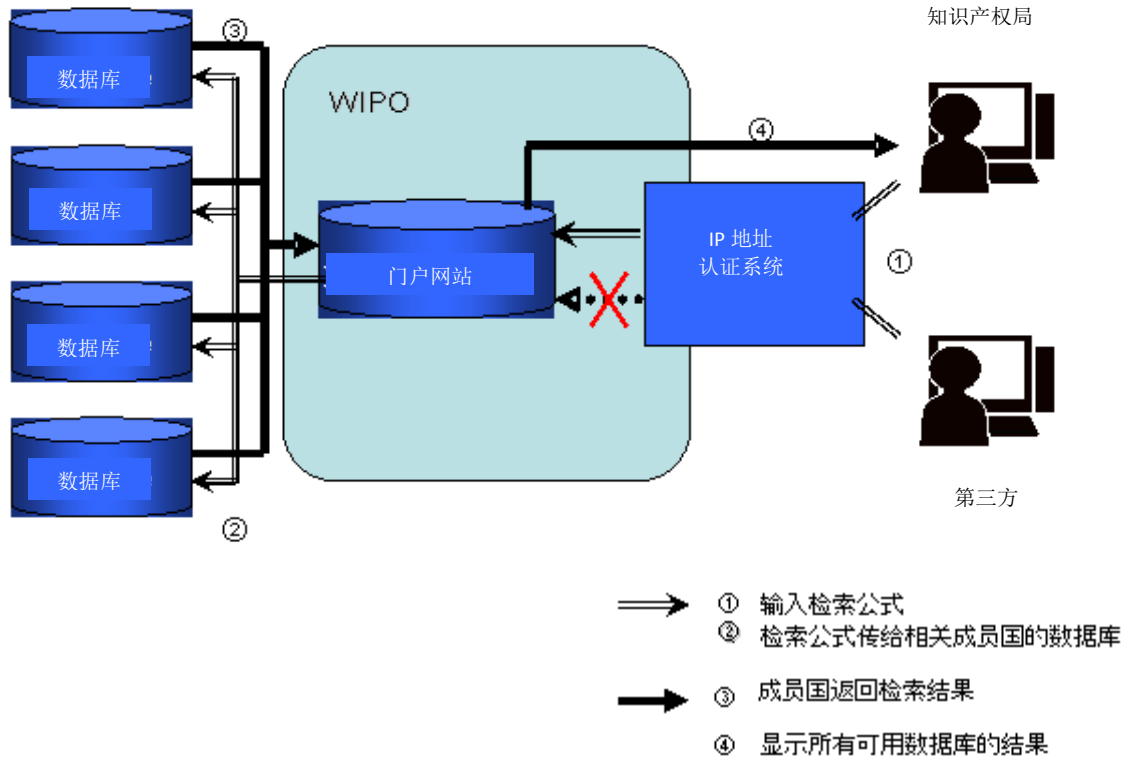 知识产权局
③
数据库
WIPO
④
数据库
IP 地址
认证系统
①
门户网站
数据库
数据库
第三方
②
① 输入检索公式
② 检索公式传给相关成员国的数据库
③ 成员国返回检索结果
④ 显示所有可用数据库的结果